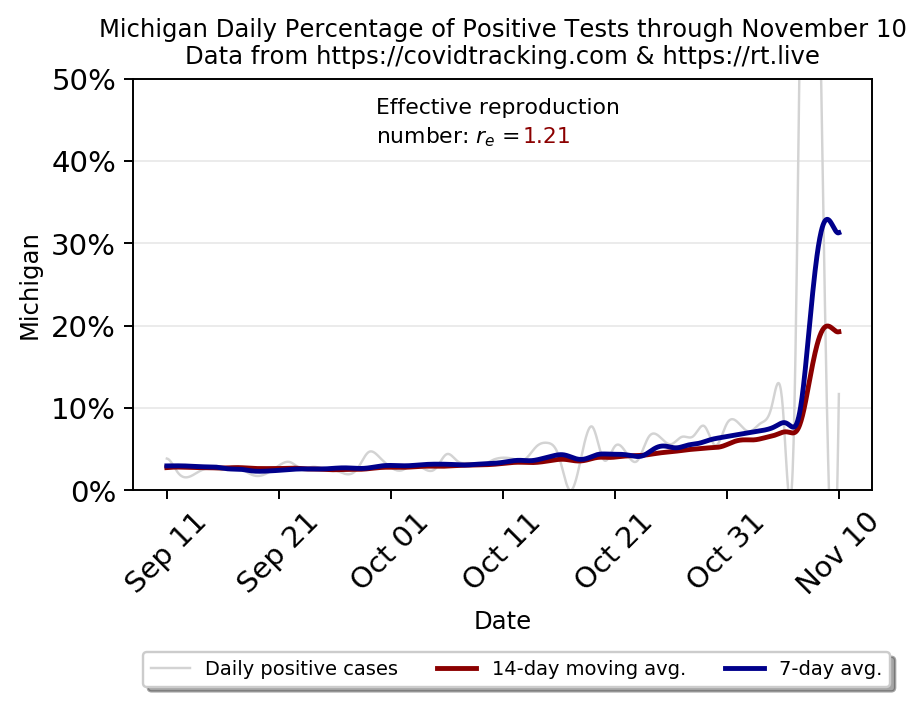 Michigan Daily Percentage of Positive Tests through November 10
Data from https://covidtracking.com & https://rt.live
50%
40%
30%
20%
10%
0%
Michigan
Effective reproduction
number: rₑ =1.21
Sep 11
Sep 21
Oct 01
Oct 11
Oct 21
Oct 31
Nov 10
Date
Daily positive cases
14-day moving avg.
7-day avg.